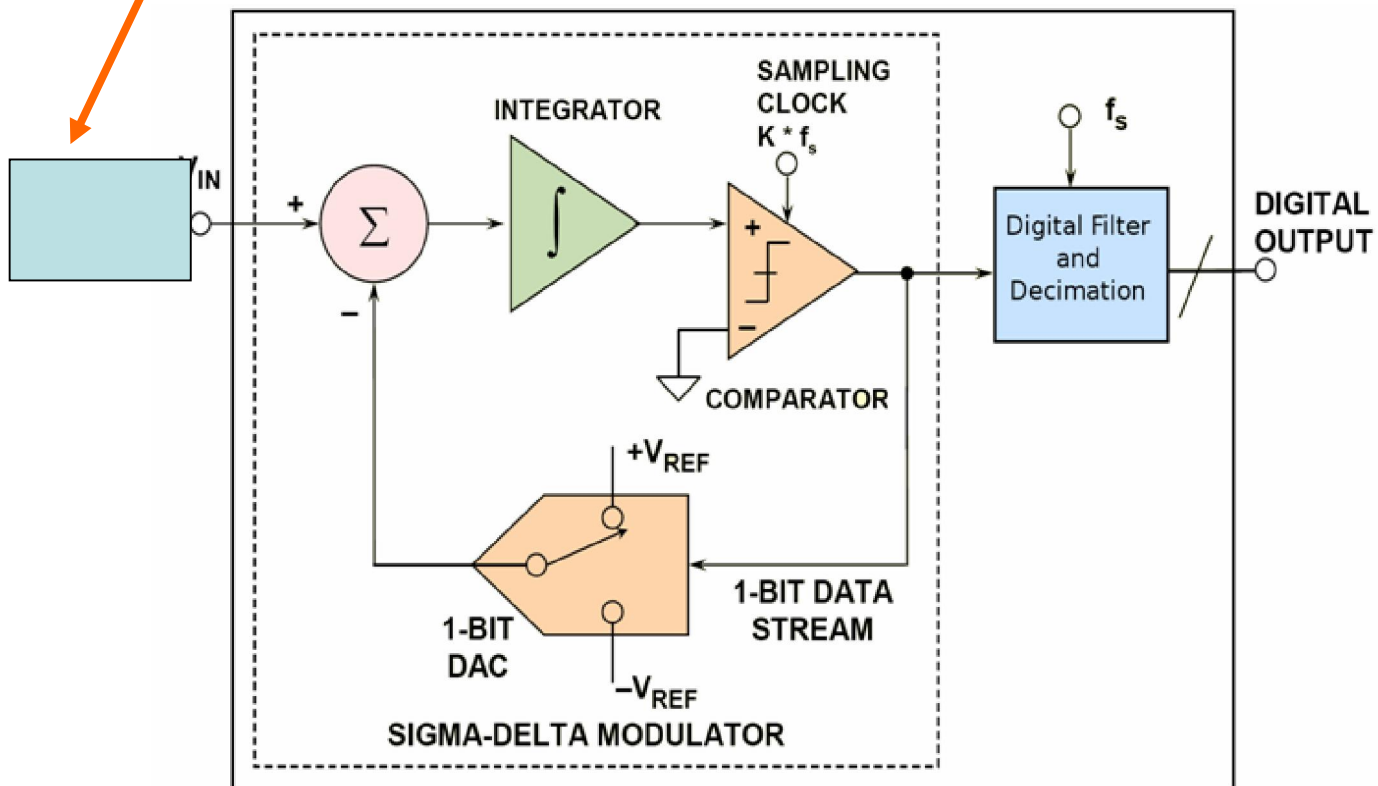 SAMPLING
CLOCK
K * fs
INTEGRATOR
fs
IN
+
Σ
∫
+
−
−
Digital Filter
and
Decimation
DIGITAL
OUTPUT
COMPARATOR
+VREF
1-BIT DATA
STREAM
1-BIT
DAC
−VREF
SIGMA-DELTA MODULATOR